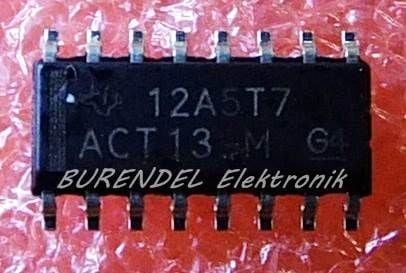 12A5T7
ACT13 M G4
BURENDEL Elektronik